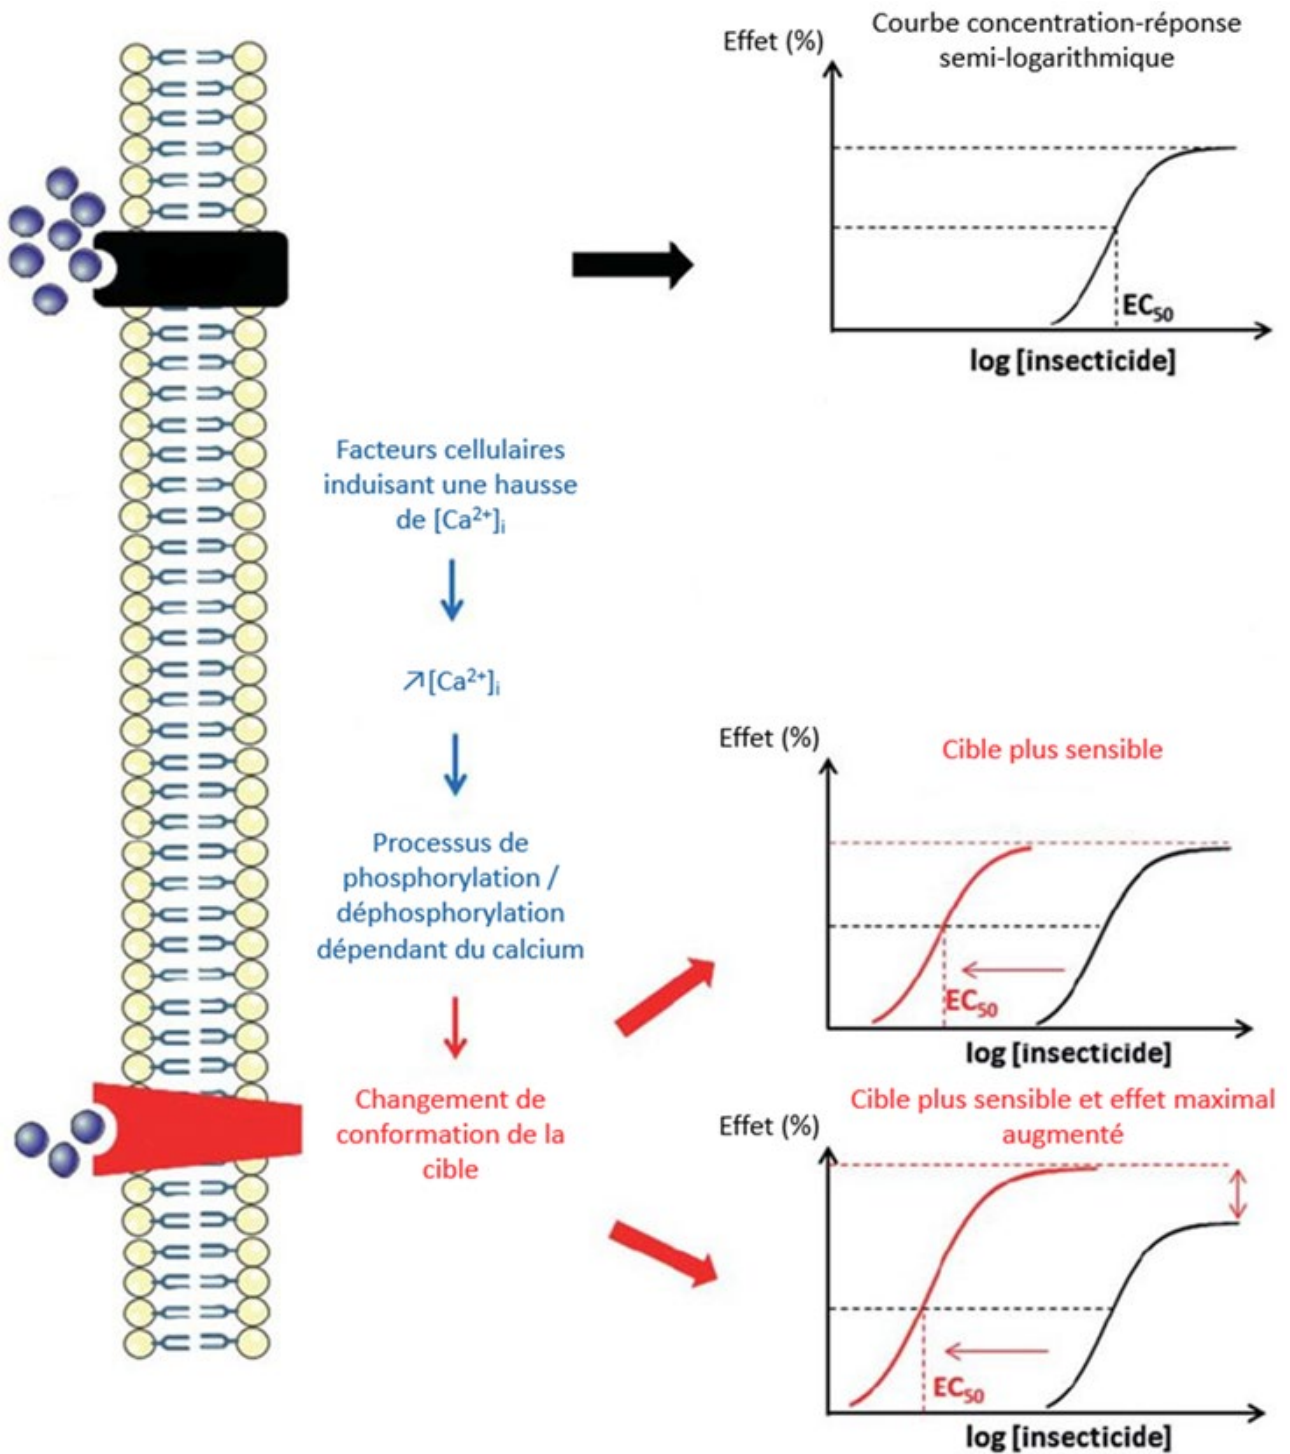 Effet (%)
Courbe concentration-réponse
semi-logarithmique
EC₅₀
log [insecticide]
Facteurs cellulaires
induisant une hausse
de [Ca²⁺]ᵢ
↗[Ca²⁺]ᵢ
Processus de
phosphorylation /
déphosphorylation
dépendant du calcium
Changement de
conformation de la
cible
Effet (%)
Cible plus sensible
EC₅₀
log [insecticide]
Effet (%)
Cible plus sensible et effet maximal
augmenté
EC₅₀
log [insecticide]